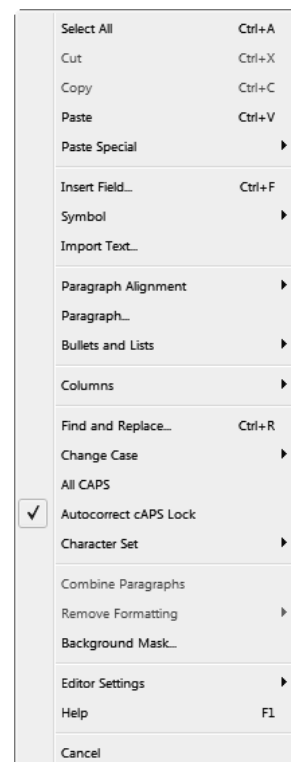 Select All Ctrl+A
Cut Ctrl+X
Copy Ctrl+C
Paste Ctrl+V
Paste Special
Insert Field... Ctrl+F
Symbol
Import Text...
Paragraph Alignment
Paragraph...
Bullets and Lists
Columns
Find and Replace... Ctrl+R
Change Case
All CAPS
Autocorrect cAPS Lock
Character Set
Combine Paragraphs
Remove Formatting
Background Mask...
Editor Settings
Help F1
Cancel